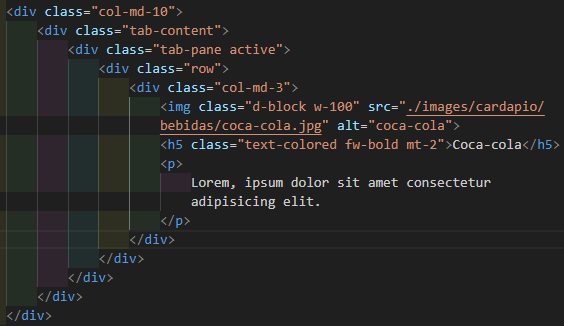 <div class="col-md-10">
<div class="tab-content">
<div class="tab-pane active">
<div class="row">
<div class="col-md-3">
<img class="d-block w-100" src="./images/cardapio/
bebidas/coca-cola.jpg" alt="coca-cola">
<h5 class="text-colored fw-bold mt-2">Coca-cola</h5>
<p>
Lorem, ipsum dolor sit amet consectetur
adipisicing elit.
</p>
</div>
</div>
</div>
</div>
</div>